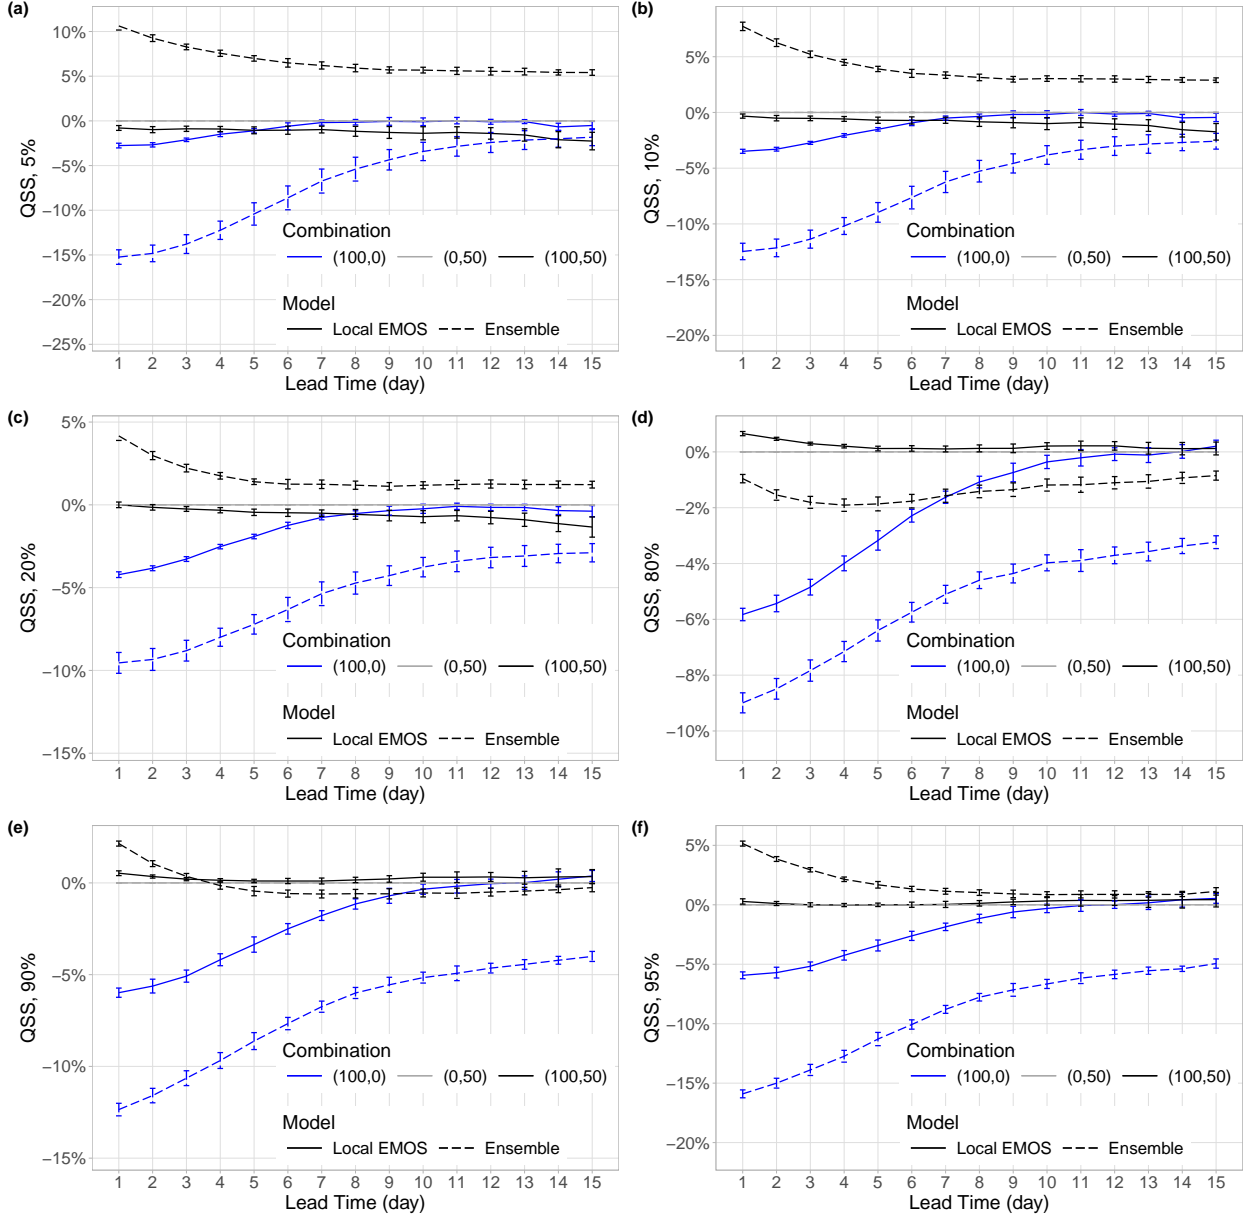 (a)
10%
5%
0%
−5%
−10%
−15%
−20%
−25%
QSS, 5%
Combination
(100,0) (0,50) (100,50)
Model
Local EMOS Ensemble
1 2 3 4 5 6 7 8 9 10 11 12 13 14 15
Lead Time (day)
(b)
5%
0%
−5%
−10%
−15%
−20%
QSS, 10%
Combination
(100,0) (0,50) (100,50)
Model
Local EMOS Ensemble
1 2 3 4 5 6 7 8 9 10 11 12 13 14 15
Lead Time (day)
(c)
5%
0%
−5%
−10%
−15%
QSS, 20%
Combination
(100,0) (0,50) (100,50)
Model
Local EMOS Ensemble
1 2 3 4 5 6 7 8 9 10 11 12 13 14 15
Lead Time (day)
(d)
0%
−2%
−4%
−6%
−8%
−10%
QSS, 80%
Combination
(100,0) (0,50) (100,50)
Model
Local EMOS Ensemble
1 2 3 4 5 6 7 8 9 10 11 12 13 14 15
Lead Time (day)
(e)
0%
−5%
−10%
−15%
QSS, 90%
Combination
(100,0) (0,50) (100,50)
Model
Local EMOS Ensemble
1 2 3 4 5 6 7 8 9 10 11 12 13 14 15
Lead Time (day)
(f)
5%
0%
−5%
−10%
−15%
−20%
QSS, 95%
Combination
(100,0) (0,50) (100,50)
Model
Local EMOS Ensemble
1 2 3 4 5 6 7 8 9 10 11 12 13 14 15
Lead Time (day)